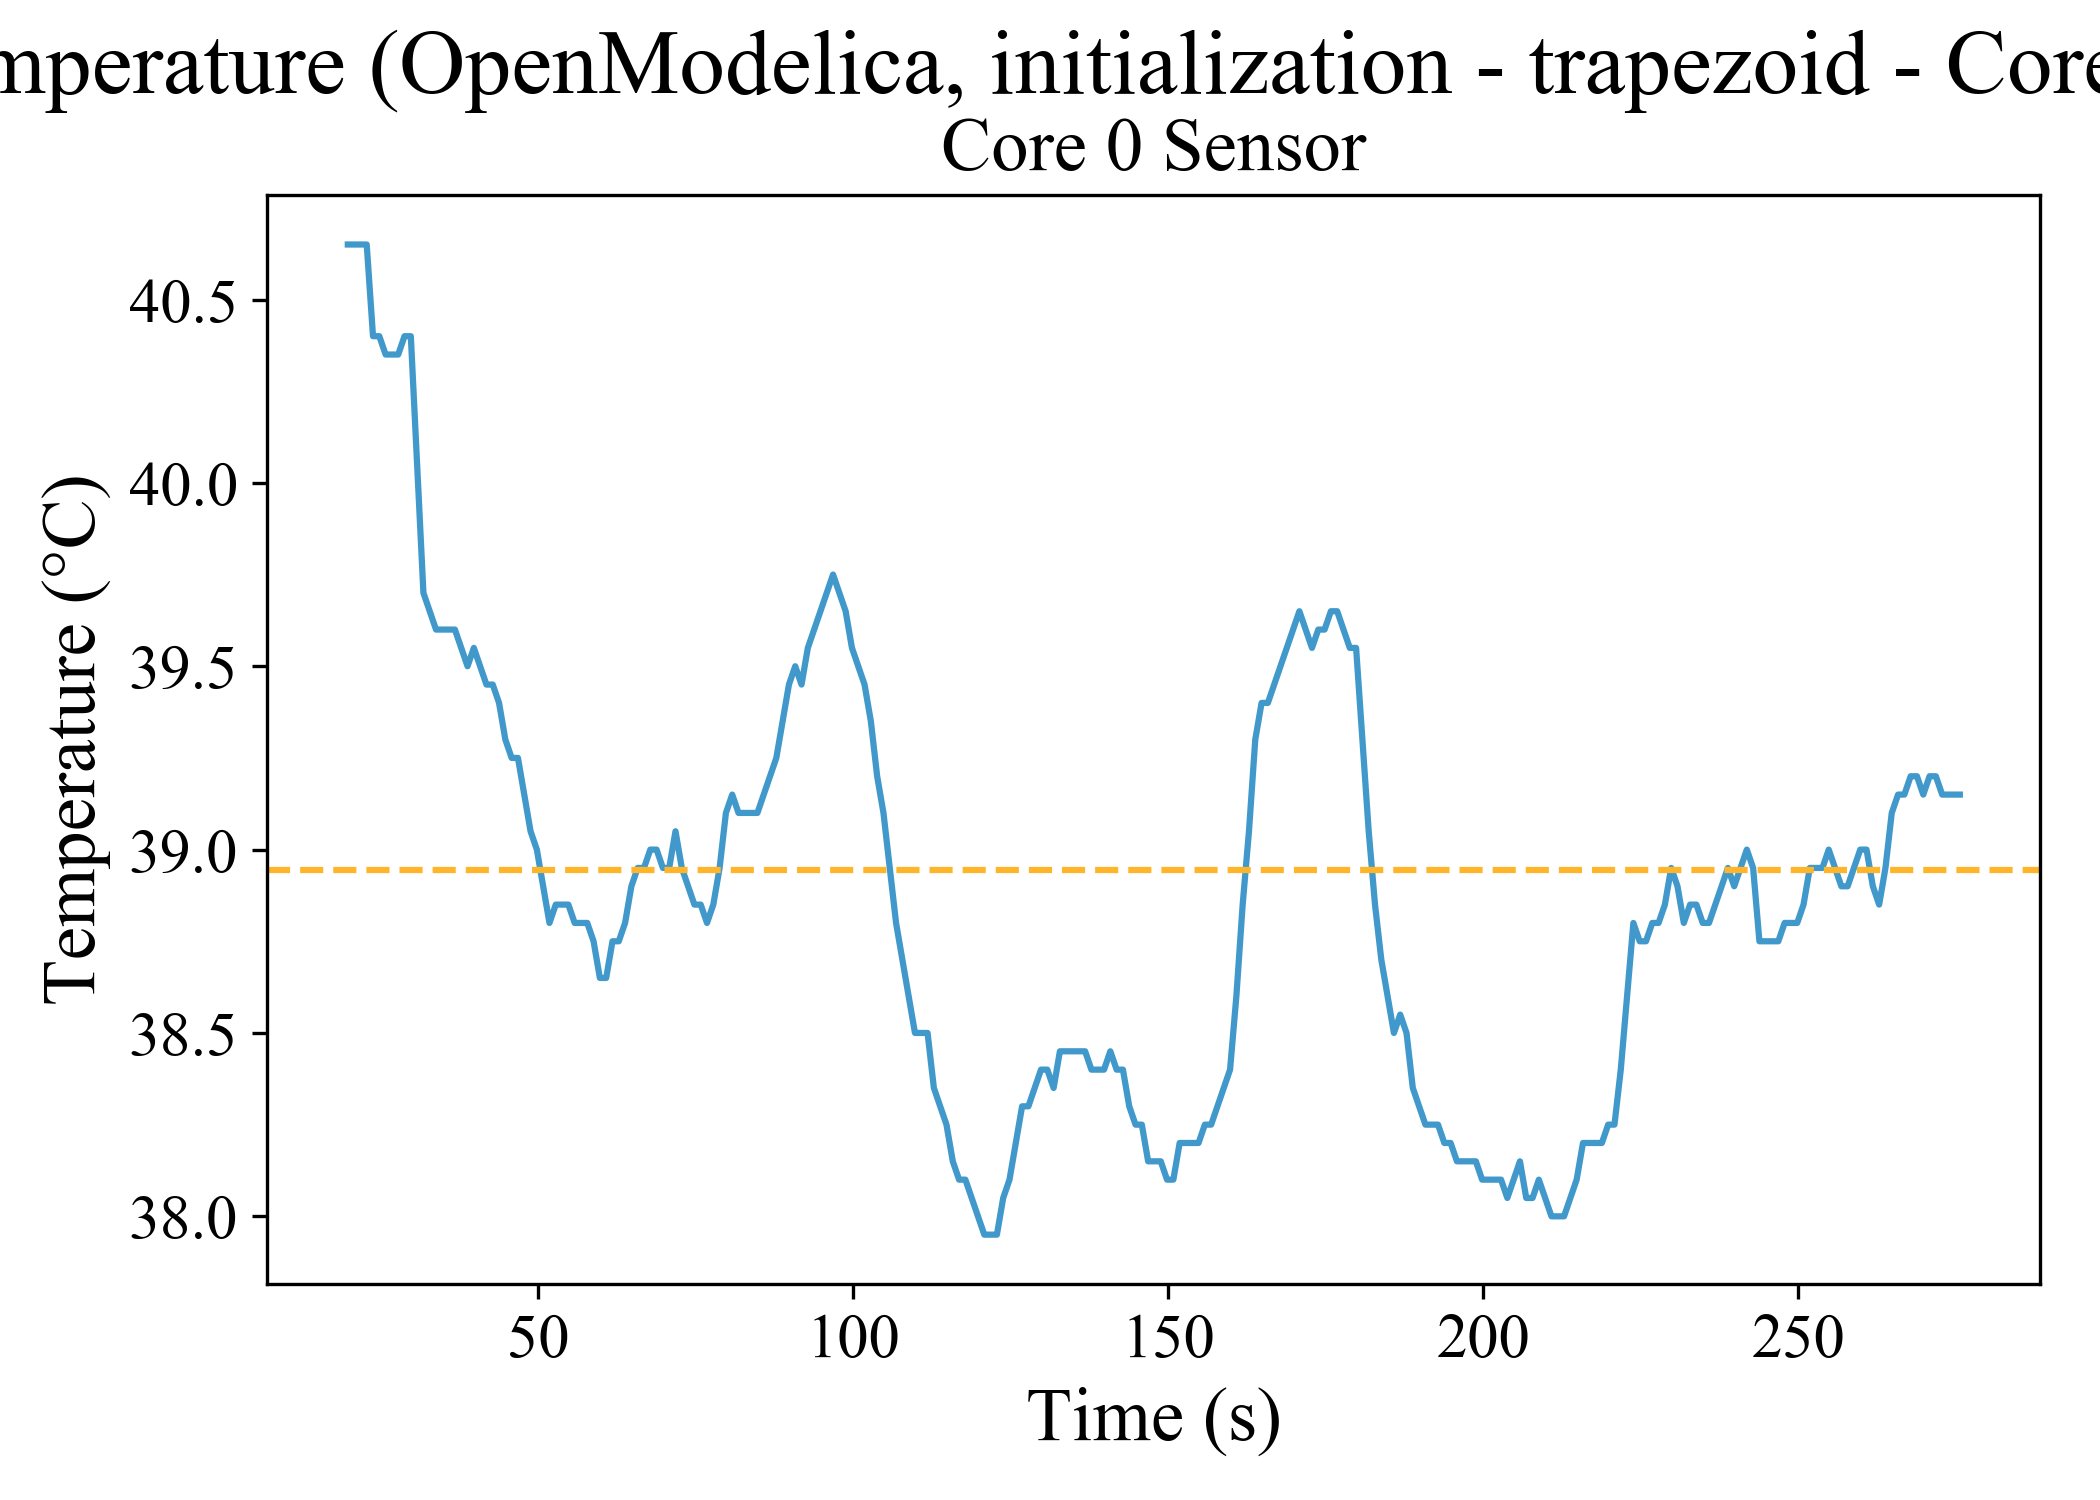 mperature (OpenModelica, initialization - trapezoid - Core
Core 0 Sensor
40.5
40.0
39.5
39.0
38.5
38.0
Temperature (°C)
50 100 150 200 250
Time (s)